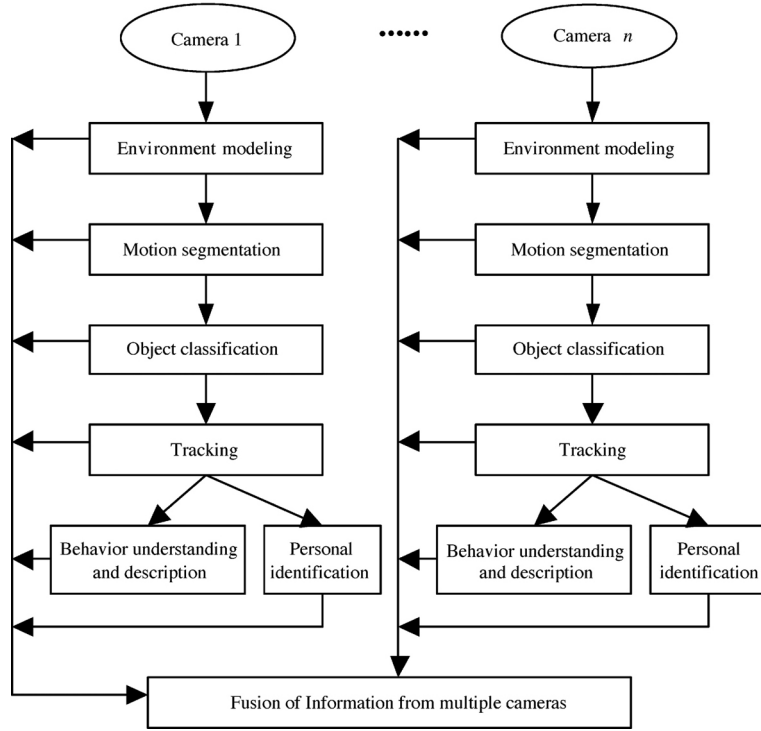 Camera 1
••••••
Camera n
Environment modeling
Environment modeling
Motion segmentation
Motion segmentation
Object classification
Object classification
Tracking
Tracking
Behavior understanding
and description
Personal
identification
Behavior understanding
and description
Personal
identification
Fusion of Information from multiple cameras